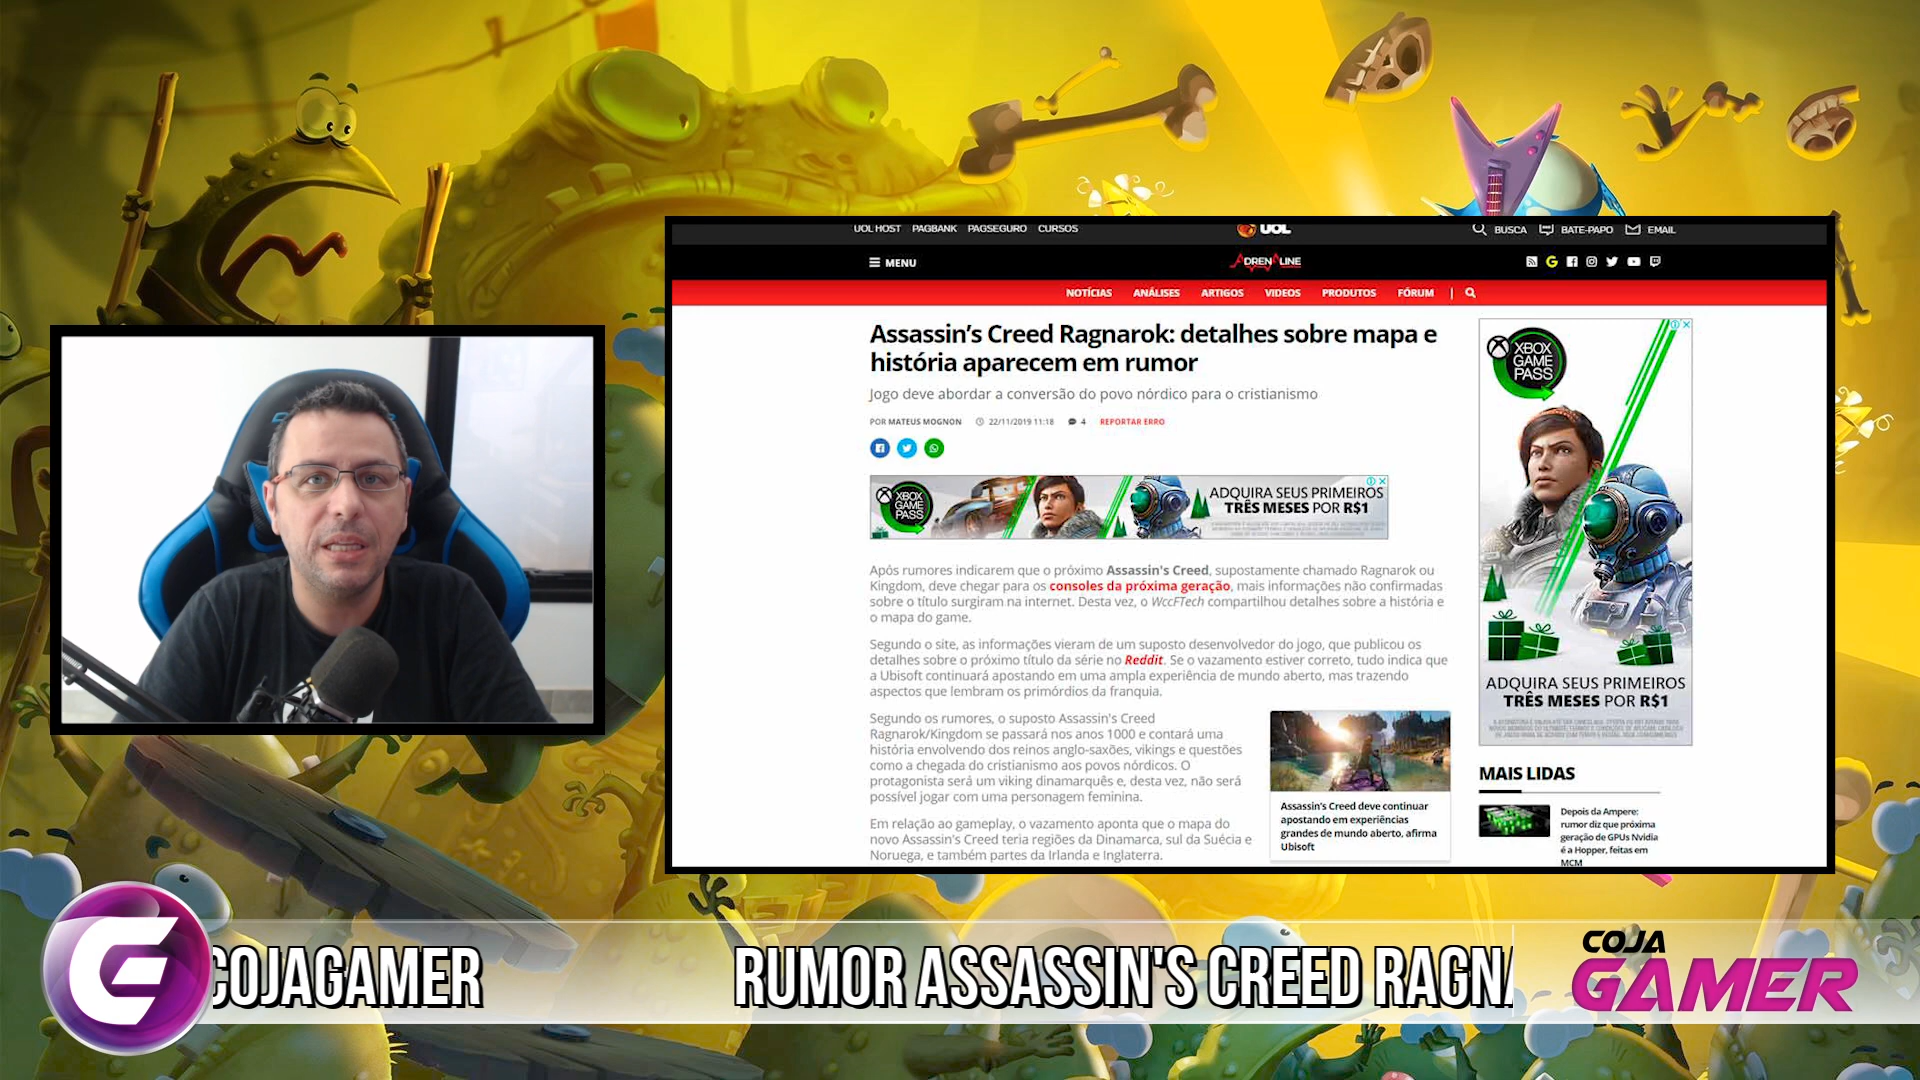 UOL HOST PAGBANK PAGSEGURO CURSOS
UOL
BUSCA BATE-PAPO EMAIL
MENU
ADRENALINE
NOTÍCIAS ANÁLISES ARTIGOS VIDEOS PRODUTOS FÓRUM |
Assassin's Creed Ragnarok: detalhes sobre mapa e
história aparecem em rumor
Jogo deve abordar a conversão do povo nórdico para o cristianismo
POR MATEUS MOGNON 22/11/2019 11:18 4 REPORTAR ERRO
XBOX
GAME
PASS
ADQUIRA SEUS PRIMEIROS
TRÊS MESES POR R$1
Após rumores indicarem que o próximo Assassin's Creed, supostamente chamado Ragnarok ou
Kingdom, deve chegar para os consoles da próxima geração, mais informações não confirmadas
sobre o título surgiram na internet. Desta vez, o WccFTech compartilhou detalhes sobre a história e
o mapa do game.
Segundo o site, as informações vieram de um suposto desenvolvedor do jogo, que publicou os
detalhes sobre o próximo título da série no Reddit. Se o vazamento estiver correto, tudo indica que
a Ubisoft continuará apostando em uma ampla experiência de mundo aberto, mas trazendo
aspectos que lembram os primórdios da franquia.
Segundo os rumores, o suposto Assassin's Creed
Ragnarok/Kingdom se passará nos anos 1000 e contará uma
história envolvendo dos reinos anglo-saxões, vikings e questões
como a chegada do cristianismo aos povos nórdicos. O
protagonista será um viking dinamarquês e, desta vez, não será
possível jogar com uma personagem feminina.
Em relação ao gameplay, o vazamento aponta que o mapa do
novo Assassin's Creed teria regiões da Dinamarca, sul da Suécia e
Noruega, e também partes da Irlanda e Inglaterra.
Assassin's Creed deve continuar
apostando em experiências
grandes de mundo aberto, afirma
Ubisoft
XBOX
GAME
PASS
ADQUIRA SEUS PRIMEIROS
TRÊS MESES POR R$1
MAIS LIDAS
Depois da Ampere:
rumor diz que próxima
geração de GPUs Nvidia
é a Hopper, feitas em
MCM
COJAGAMER RUMOR ASSASSIN'S CREED RAGNA
COJA
GAMER